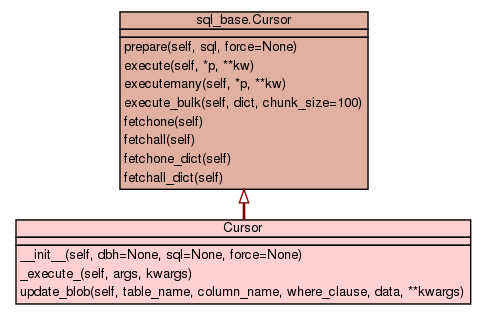 sql_base.Cursor
prepare(self, sql, force=None)
execute(self, *p, **kw)
executemany(self, *p, **kw)
execute_bulk(self, dict, chunk_size=100)
fetchone(self)
fetchall(self)
fetchone_dict(self)
fetchall_dict(self)
Cursor
__init__(self, dbh=None, sql=None, force=None)
_execute_(self, args, kwargs)
update_blob(self, table_name, column_name, where_clause, data, **kwargs)